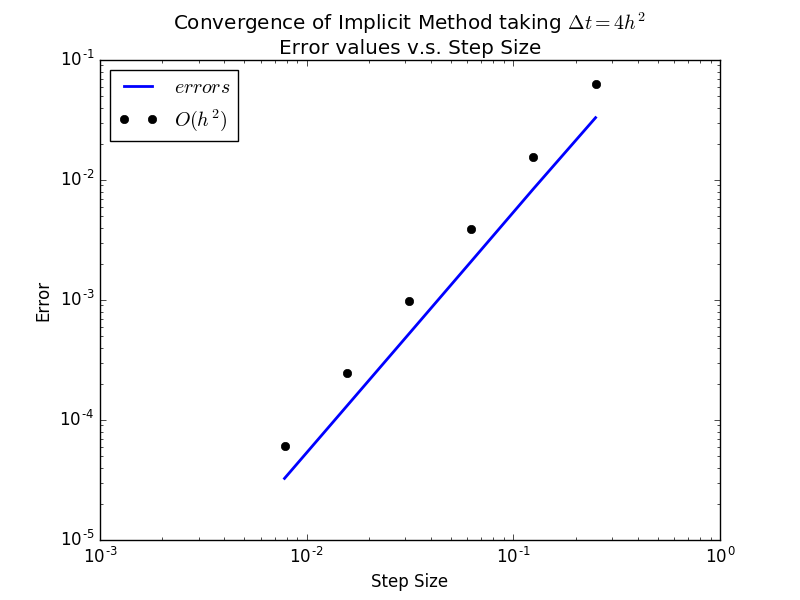 Convergence of Implicit Method taking Δt = 4h²
Error values v.s. Step Size
errors
O(h²)
10⁻¹
10⁻²
10⁻³
10⁻⁴
10⁻⁵
Error
10⁻³ 10⁻² 10⁻¹ 10⁰
Step Size